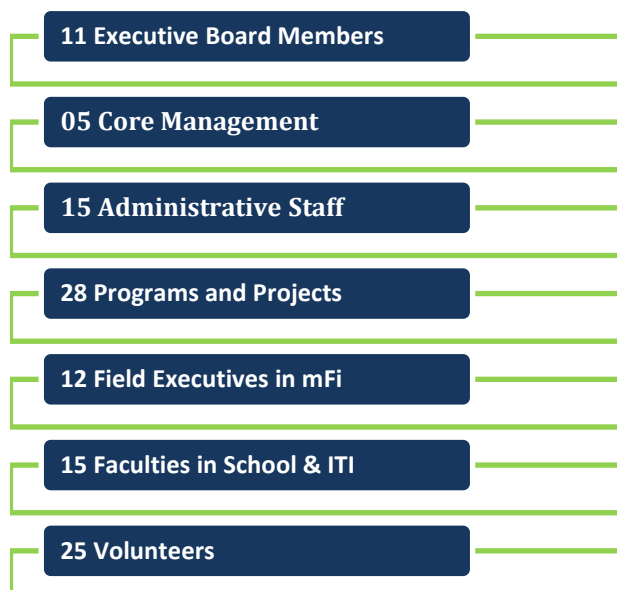 11 Executive Board Members
05 Core Management
15 Administrative Staff
28 Programs and Projects
12 Field Executives in mFi
15 Faculties in School & ITI
25 Volunteers